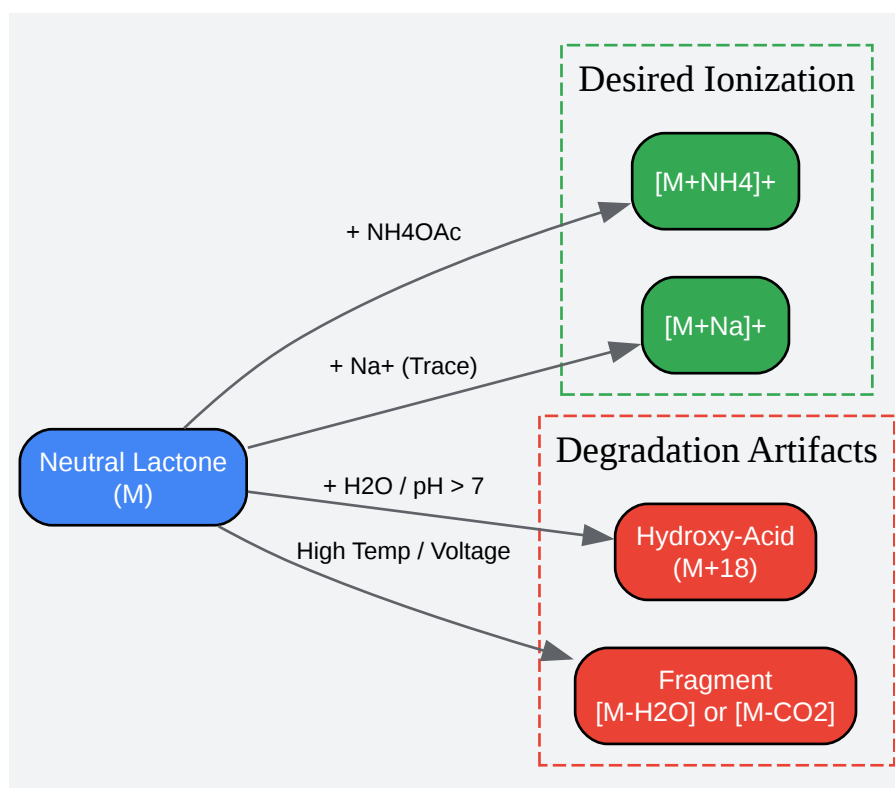 Desired Ionization
[M+NH4]+
+ NH4OAc
[M+Na]+
+ Na+ (Trace)
Neutral Lactone
(M)
Degradation Artifacts
+ H2O / pH > 7
Hydroxy-Acid
(M+18)
High Temp / Voltage
Fragment
[M-H2O] or [M-CO2]